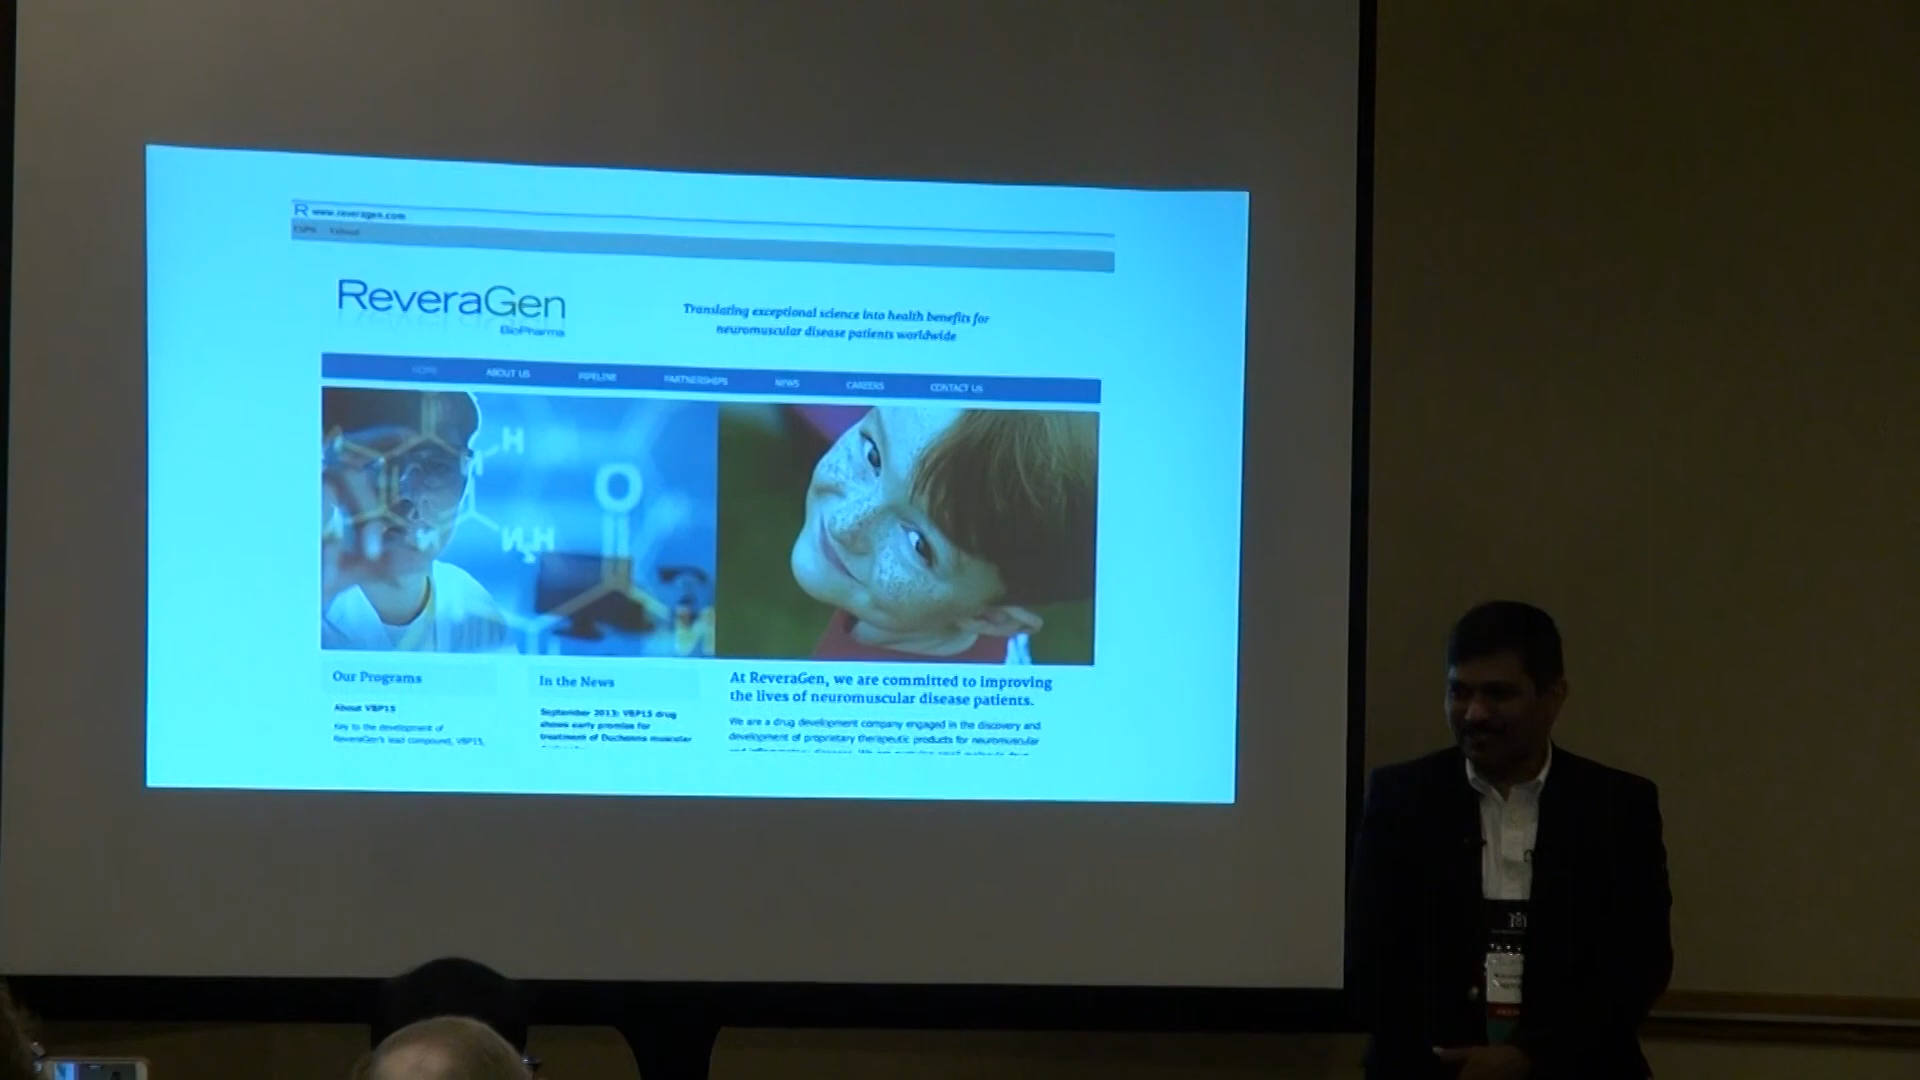 R www.reveragen.com
ESPN Yahoo!
ReveraGen
BioPharma
Translating exceptional science into health benefits for
neuromuscular disease patients worldwide
HOME ABOUT US PIPELINE PARTNERSHIPS NEWS CAREERS CONTACT US
H
O
N
H₂N
Our Programs
About VBP15
Key to the development of
ReveraGen's lead compound, VBP15,
In the News
September 2013: VBP15 drug
shows early promise for
treatment of Duchenne muscular
At ReveraGen, we are committed to improving
the lives of neuromuscular disease patients.
We are a drug development company engaged in the discovery and
development of proprietary therapeutic products for neuromuscular